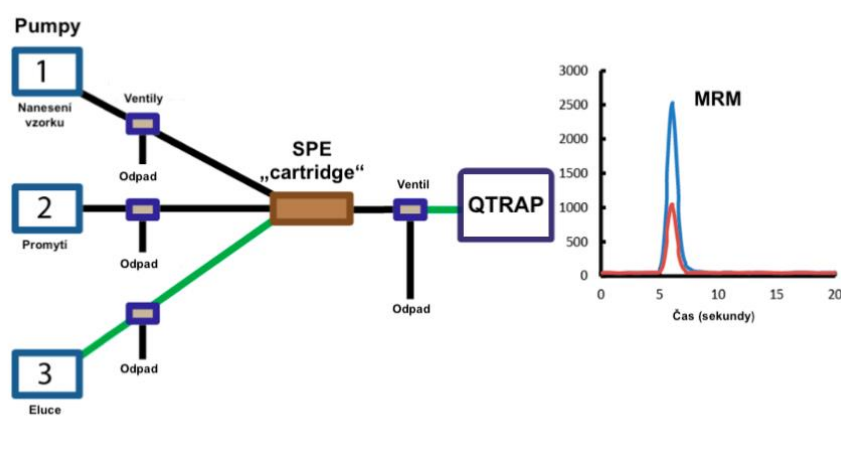 Pumpy
1
Nanesení
vzorku
Ventily
Odpad
2
Promytí
Odpad
3
Eluce
Odpad
SPE
„cartridge“
Ventil
Odpad
QTRAP
MRM
3000
2500
2000
1500
1000
500
0
0 5 10 15 20
Čas (sekundy)